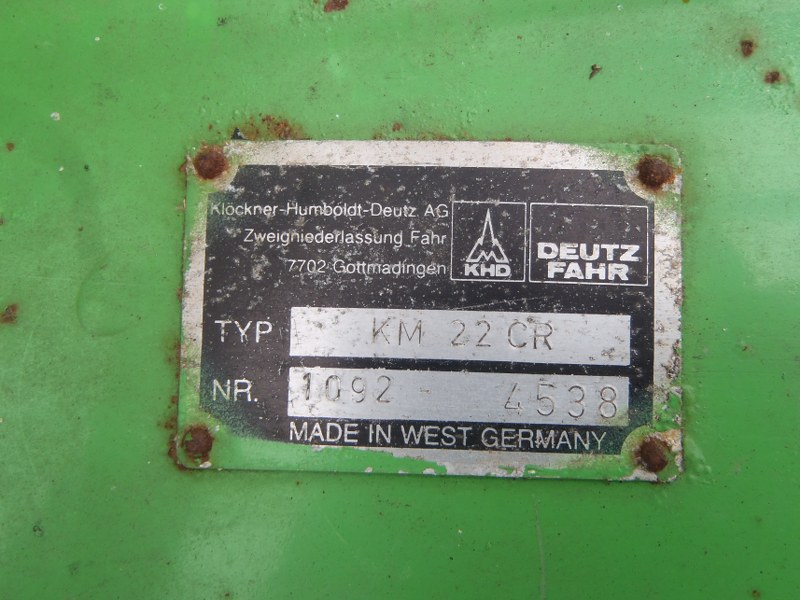 Klöckner-Humboldt-Deutz AG
Zweigniederlassung Fahr
7702 Gottmadingen
KHD
DEUTZ
FAHR
TYP KM 22 CR
NR. 1092 - 4538
MADE IN WEST GERMANY